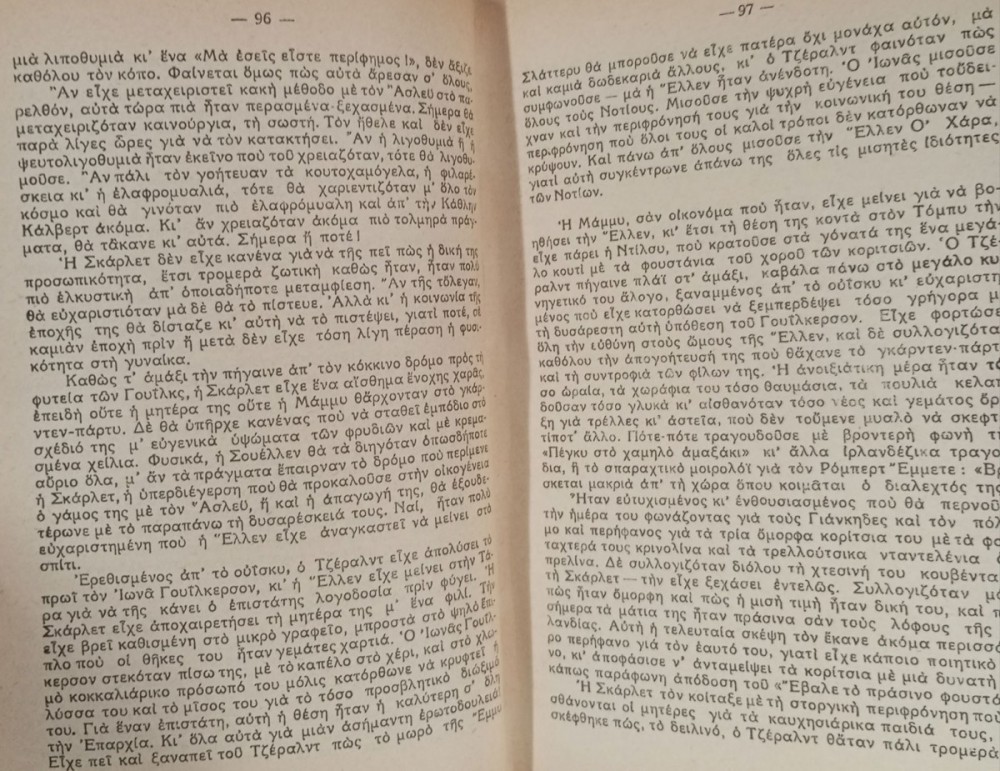 — 96 —
μιὰ λιποθυμιὰ κι' ἕνα «Μὰ ἐσεῖς εἶστε περίφημος!», δὲν ἄξιζε
καθόλου τὸν κόπο. Φαίνεται ὅμως πὼς αὐτὰ ἄρεσαν σ' ὅλους.
Ἂν εἶχε μεταχειριστεῖ κακὴ μέθοδο μὲ τὸν Ἄσλεϋ στὸ πα-
ρελθόν, αὐτὰ τώρα πιὰ ἦταν περασμένα-ξεχασμένα. Σήμερα θὰ
μεταχειριζόταν καινούργια, τὴ σωστή. Τὸν ἤθελε καὶ δὲν εἶχε
παρὰ λίγες ὧρες γιὰ νὰ τὸν κατακτήσει. Ἂν ἡ λιγοθυμιὰ ἢ ἡ
ψευτολιγοθυμιὰ ἦταν ἐκεῖνο ποὺ τοῦ χρειαζόταν, τότε θὰ λιγοθυ-
μοῦσε. Ἂν πάλι τὸν γοήτευαν τὰ κουτοχαμόγελα, ἡ φιλαρέ-
σκεια κι' ἡ ἐλαφρομυαλιά, τότε θὰ χαριεντιζόταν μ' ὅλο τὸν
κόσμο καὶ θὰ γινόταν πιὸ ἐλαφρόμυαλη καὶ ἀπ' τὴν Κάθλην
Κάλβερτ ἀκόμα. Κι' ἂν χρειαζόταν ἀκόμα πιὸ τολμηρὰ πράγ-
ματα, θὰ τἄκανε κι' αὐτά. Σήμερα ἢ ποτέ!
Ἡ Σκάρλετ δὲν εἶχε κανένα γιὰ νὰ τῆς πεῖ πὼς ἡ δική της
προσωπικότητα, ἔτσι τρομερὰ ζωτικὴ καθὼς ἦταν, ἦταν πολὺ
πιὸ ἑλκυστικὴ ἀπ' ὁποιαδήποτε μεταμφίεση. Ἂν τῆς τὄλεγαν,
θὰ εὐχαριστιόταν μὰ δὲ θὰ τὸ πίστευε. Ἀλλὰ κι' ἡ κοινωνία τῆς
ἐποχῆς της θὰ δίσταζε κι' αὐτὴ νὰ τὸ πιστέψει, γιατὶ ποτέ, σὲ
καμιὰν ἐποχὴ πρὶν ἢ μετὰ δὲν εἶχε τόση λίγη πέραση ἡ φυσι-
κότητα στὴ γυναίκα.
Καθὼς τ' ἁμάξι τὴν πήγαινε ἀπ' τὸν κόκκινο δρόμο πρὸς τὴ
φυτεία τῶν Γουΐλκς, ἡ Σκάρλετ εἶχε ἕνα αἴσθημα ἔνοχης χαρᾶς,
ἐπειδὴ οὔτε ἡ μητέρα της οὔτε ἡ Μάμμυ θἄρχονταν στὸ γκάρ-
ντεν-πάρτυ. Δὲ θὰ ὑπῆρχε κανένας ποὺ νὰ σταθεῖ ἐμπόδιο στὸ
σχέδιό της μ' εὐγενικὰ ὑψώματα τῶν φρυδιῶν καὶ μὲ κρεμα-
σμένα χείλια. Φυσικά, ἡ Σουέλλεν θὰ τὰ διηγόταν ὁπωσδήποτε
αὔριο ὅλα, μ' ἂν τὰ πράγματα ἔπαιρναν τὸ δρόμο ποὺ περίμενε
ἡ Σκάρλετ, ἡ ὑπερδιέγερση ποὺ θὰ προκαλοῦσε στὴν οἰκογένεια
ὁ γάμος της μὲ τὸν Ἄσλεϋ, ἢ καὶ ἡ ἀπαγωγή της, θὰ ἐξουδε-
τέρωνε μὲ τὸ παραπάνω τὴ δυσαρέσκειά τους. Ναί, ἦταν πολὺ
εὐχαριστημένη ποὺ ἡ Ἔλλεν εἶχε ἀναγκαστεῖ νὰ μείνει στὸ
σπίτι.
Ἐρεθισμένος ἀπ' τὸ οὐΐσκυ, ὁ Τζέραλντ εἶχε ἀπολύσει τὸ
πρωῒ τὸν Ἰωνᾶ Γουΐλκερσον, κι' ἡ Ἔλλεν εἶχε μείνει στὴν Τά-
ρα γιὰ νὰ τῆς κάνει ὁ ἐπιστάτης λογοδοσία πρὶν φύγει. Ἡ
Σκάρλετ εἶχε ἀποχαιρετήσει τὴ μητέρα της μ' ἕνα φιλί. Τὴν
εἶχε βρεῖ καθισμένη στὸ μικρὸ γραφεῖο, μπροστὰ στὸ ψηλὸ ἔπι-
πλο ποὺ οἱ θῆκες του ἦταν γεμάτες χαρτιά. Ὁ Ἰωνᾶς Γουΐλ-
κερσον στεκόταν πίσω της, μὲ τὸ καπέλο στὸ χέρι, καὶ στὸ χλω-
μὸ κοκκαλιάρικο πρόσωπό του μόλις κατόρθωνε νὰ κρυφτεῖ ἡ
λύσσα του καὶ τὸ μῖσος του γιὰ τὸ τόσο προσβλητικὸ διώξιμό
του. Γιὰ ἕναν ἐπιστάτη, αὐτὴ ἡ θέση ἦταν ἡ καλύτερη σ' ὅλη
τὴν Ἐπαρχία. Κι' ὅλα αὐτὰ γιὰ μιὰν ἀσήμαντη ἐρωτοδουλειά!
Εἶχε πεῖ καὶ ξαναπεῖ τοῦ Τζέραλντ πὼς τὸ μωρὸ τῆς Ἔμμυ
— 97 —
Σλάττερυ θὰ μποροῦσε νὰ εἶχε πατέρα ὄχι μονάχα αὐτόν, μὰ
καὶ καμιὰ δωδεκαριὰ ἄλλους, κι' ὁ Τζέραλντ φαινόταν πὼς
συμφωνοῦσε — μὰ ἡ Ἔλλεν ἦταν ἀνένδοτη. Ὁ Ἰωνᾶς μισοῦσε
ὅλους τοὺς Νοτίους. Μισοῦσε τὴν ψυχρὴ εὐγένεια ποὺ τοὔδει-
χναν καὶ τὴν περιφρόνησή τους γιὰ τὴν κοινωνική του θέση —
περιφρόνηση ποὺ ὅλοι τους οἱ καλοὶ τρόποι δὲν κατόρθωναν νὰ
κρύψουν. Καὶ πάνω ἀπ' ὅλους μισοῦσε τὴν Ἔλλεν Ο' Χάρα,
γιατὶ αὐτὴ συγκέντρωνε ἀπάνω της ὅλες τὶς μισητὲς ἰδιότητες
τῶν Νοτίων.
Ἡ Μάμμυ, σὰν οἰκονόμα ποὺ ἦταν, εἶχε μείνει γιὰ νὰ βο-
ηθήσει τὴν Ἔλλεν, κι' ἔτσι τὴ θέση της κοντὰ στὸν Τόμπυ τὴν
εἶχε πάρει ἡ Ντίλσυ, ποὺ κρατοῦσε στὰ γόνατά της ἕνα μεγά-
λο κουτὶ μὲ τὰ φουστάνια τοῦ χοροῦ τῶν κοριτσιῶν. Ὁ Τζέ-
ραλντ πήγαινε πλάϊ στ' ἁμάξι, καβάλα πάνω στὸ μεγάλο κυ-
νηγετικό του ἄλογο, ξαναμμένος ἀπ' τὸ οὐΐσκυ κι' εὐχαριστη-
μένος ποὺ εἶχε κατορθώσει νὰ ξεμπερδέψει τόσο γρήγορα μ
τὴ δυσάρεστη αὐτὴ ὑπόθεση τοῦ Γουΐλκερσον. Εἶχε φορτώσε
ὅλη τὴν εὐθύνη στοὺς ὤμους τῆς Ἔλλεν, καὶ δὲ συλλογιζότα
καθόλου τὴν ἀπογοήτευσή της ποὺ θἄχανε τὸ γκάρντεν-πάρτ
καὶ τὴ συντροφιὰ τῶν φίλων της. Ἡ ἀνοιξιάτικη μέρα ἦταν τό
σο ὡραία, τὰ χωράφια του τόσο θαυμάσια, τὰ πουλιὰ κελαϊ
δοῦσαν τόσο γλυκὰ κι' αἰσθανόταν τόσο νέος καὶ γεμάτος ὄρ
ξη γιὰ τρέλλες κι' ἀστεῖα, ποὺ δὲν τοὔμενε μυαλὸ νὰ σκεφτ
τίποτ' ἄλλο. Πότε-πότε τραγουδοῦσε μὲ βροντερὴ φωνὴ τ
«Πέγκυ στὸ χαμηλὸ ἁμαξάκι» κι' ἄλλα Ἰρλανδέζικα τραγο
δια, ἢ τὸ σπαραχτικὸ μοιρολόϊ γιὰ τὸν Ρόμπερτ Ἔμμετε : «Βρ
σκεται μακριὰ ἀπ' τὴ χώρα ὅπου κοιμᾶται ὁ διαλεχτὸς της
Ἦταν εὐτυχισμένος κι' ἐνθουσιασμένος ποὺ θὰ περνοῦ
τὴν ἡμέρα του φωνάζοντας γιὰ τοὺς Γιάνκηδες καὶ τὸν πόλ
μο καὶ περήφανος γιὰ τὰ τρία ὄμορφα κορίτσια του μὲ τὰ φα
ταχτερά τους κρινολίνα καὶ τὰ τρελλούτσικα νταντελένια
πρελίνα. Δὲ συλλογιζόταν διόλου τὴ χτεσινή του κουβέντα
τὴ Σκάρλετ — τὴν εἶχε ξεχάσει ἐντελῶς. Συλλογιζόταν μό
πὼς ἦταν ὄμορφη καὶ πὼς ἡ μισὴ τιμὴ ἦταν δική του, καὶ π
σήμερα τὰ μάτια της ἦταν πράσινα σὰν τοὺς λόφους τῆς
λανδίας. Αὐτὴ ἡ τελευταία σκέψη τὸν ἔκανε ἀκόμα περισσό
ρο περήφανο γιὰ τὸν ἑαυτό του, γιατὶ εἶχε κάποιο ποιητικὸ
νο, κι' ἀποφάσισε ν' ἀνταμείψει τὰ κορίτσια μὲ μιὰ δυνατὴ
κάπως παράφωνη ἀπόδοση τοῦ «Ἔβαλε τὸ πράσινο φουστά
Ἡ Σκάρλετ τὸν κοίταξε μὲ τὴ στοργικὴ περιφρόνηση ποὺ
σθάνονται οἱ μητέρες γιὰ τὰ καυχησιάρικα παιδιά τους,
σκέφθηκε πώς, τὸ δειλινό, ὁ Τζέραλντ θἆταν πάλι τρομερὰ